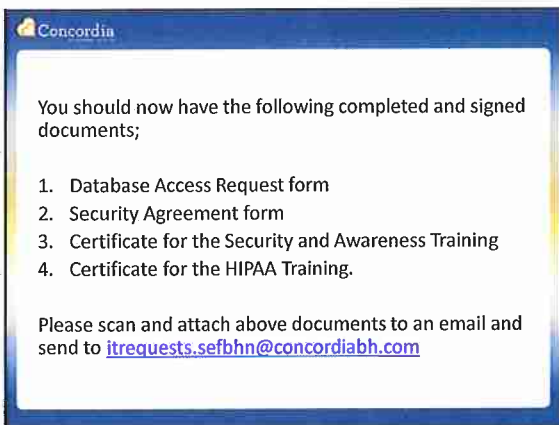 Concordia
You should now have the following completed and signed
documents;
1. Database Access Request form
2. Security Agreement form
3. Certificate for the Security and Awareness Training
4. Certificate for the HIPAA Training.
Please scan and attach above documents to an email and
send to itrequests.sefbhn@concordiabh.com